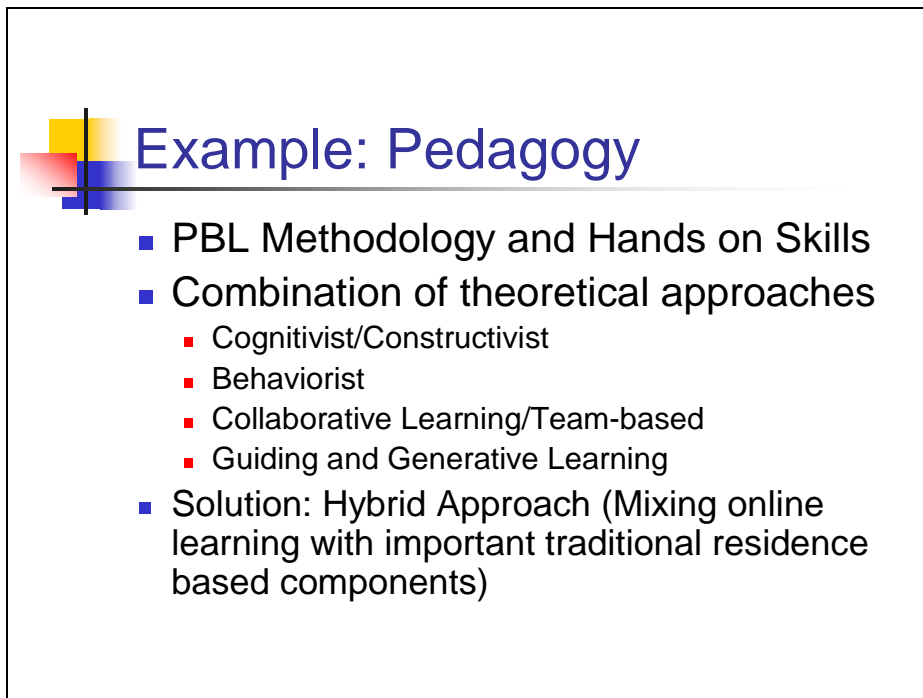 Example: Pedagogy
PBL Methodology and Hands on Skills
Combination of theoretical approaches
Cognitivist/Constructivist
Behaviorist
Collaborative Learning/Team-based
Guiding and Generative Learning
Solution: Hybrid Approach (Mixing online
learning with important traditional residence
based components)